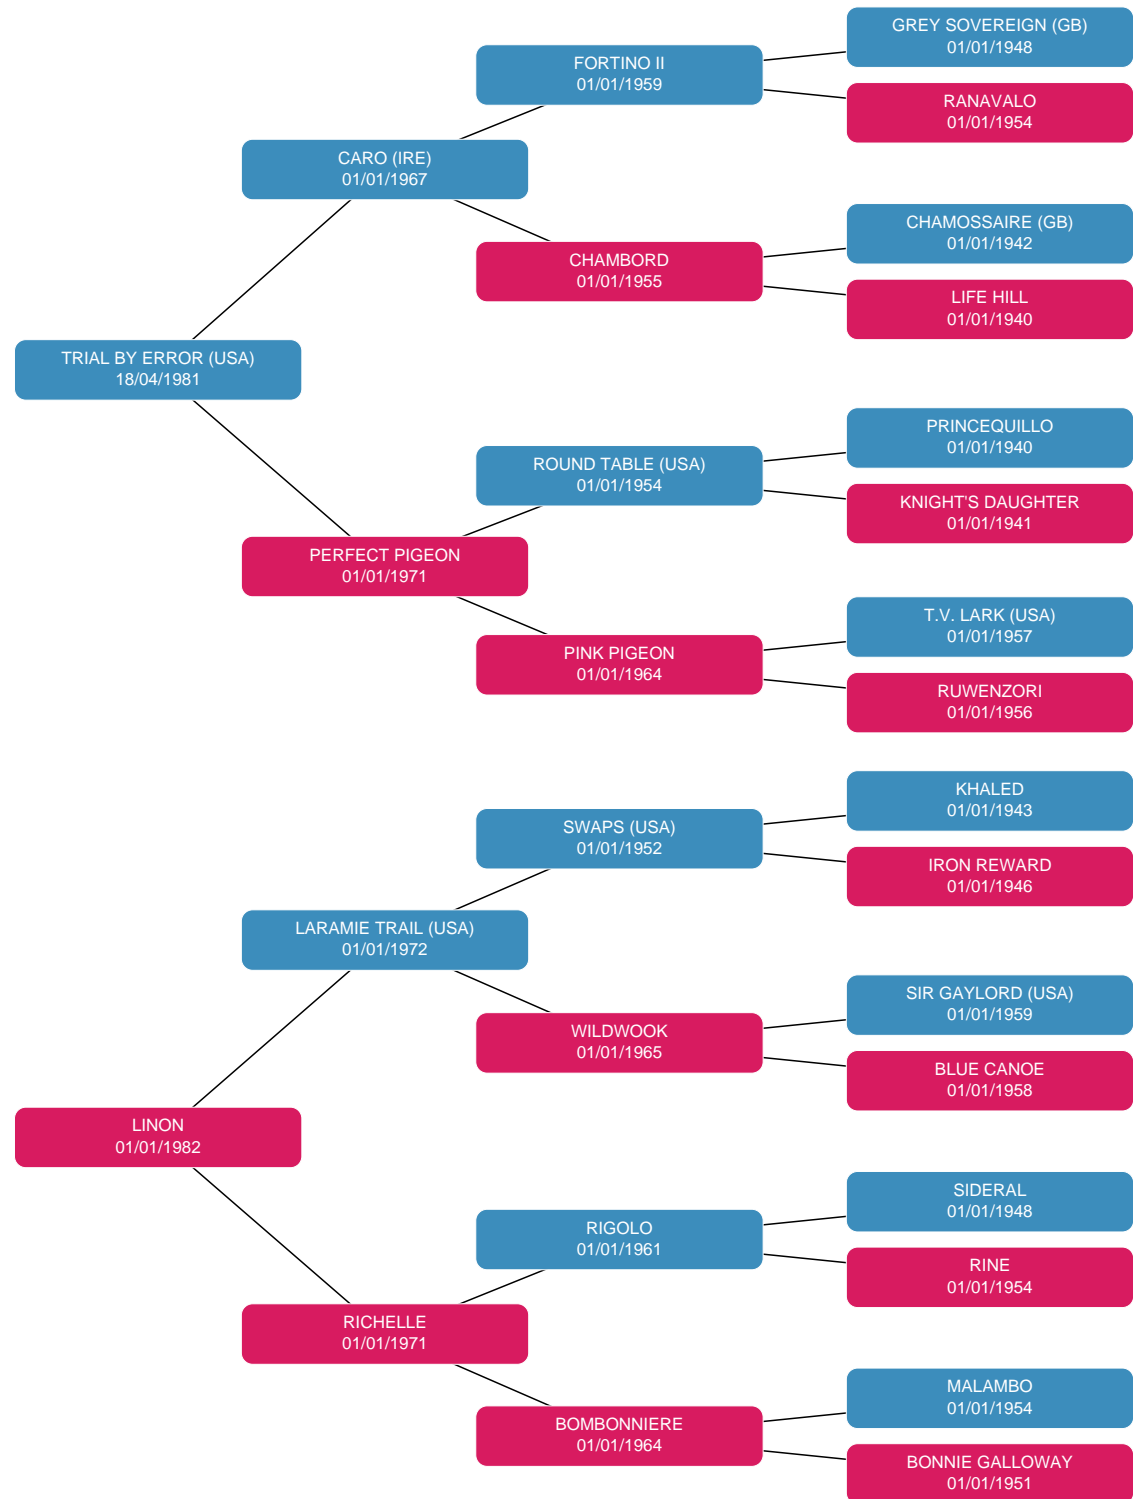 GREY SOVEREIGN (GB)
01/01/1948
FORTINO II
01/01/1959
RANAVALO
01/01/1954
CARO (IRE)
01/01/1967
CHAMOSSAIRE (GB)
01/01/1942
CHAMBORD
01/01/1955
LIFE HILL
01/01/1940
TRIAL BY ERROR (USA)
18/04/1981
PRINCEQUILLO
01/01/1940
ROUND TABLE (USA)
01/01/1954
KNIGHT'S DAUGHTER
01/01/1941
PERFECT PIGEON
01/01/1971
T.V. LARK (USA)
01/01/1957
PINK PIGEON
01/01/1964
RUWENZORI
01/01/1956
KHALED
01/01/1943
SWAPS (USA)
01/01/1952
IRON REWARD
01/01/1946
LARAMIE TRAIL (USA)
01/01/1972
SIR GAYLORD (USA)
01/01/1959
WILDWOOK
01/01/1965
BLUE CANOE
01/01/1958
LINON
01/01/1982
SIDERAL
01/01/1948
RIGOLO
01/01/1961
RINE
01/01/1954
RICHELLE
01/01/1971
MALAMBO
01/01/1954
BOMBONNIERE
01/01/1964
BONNIE GALLOWAY
01/01/1951